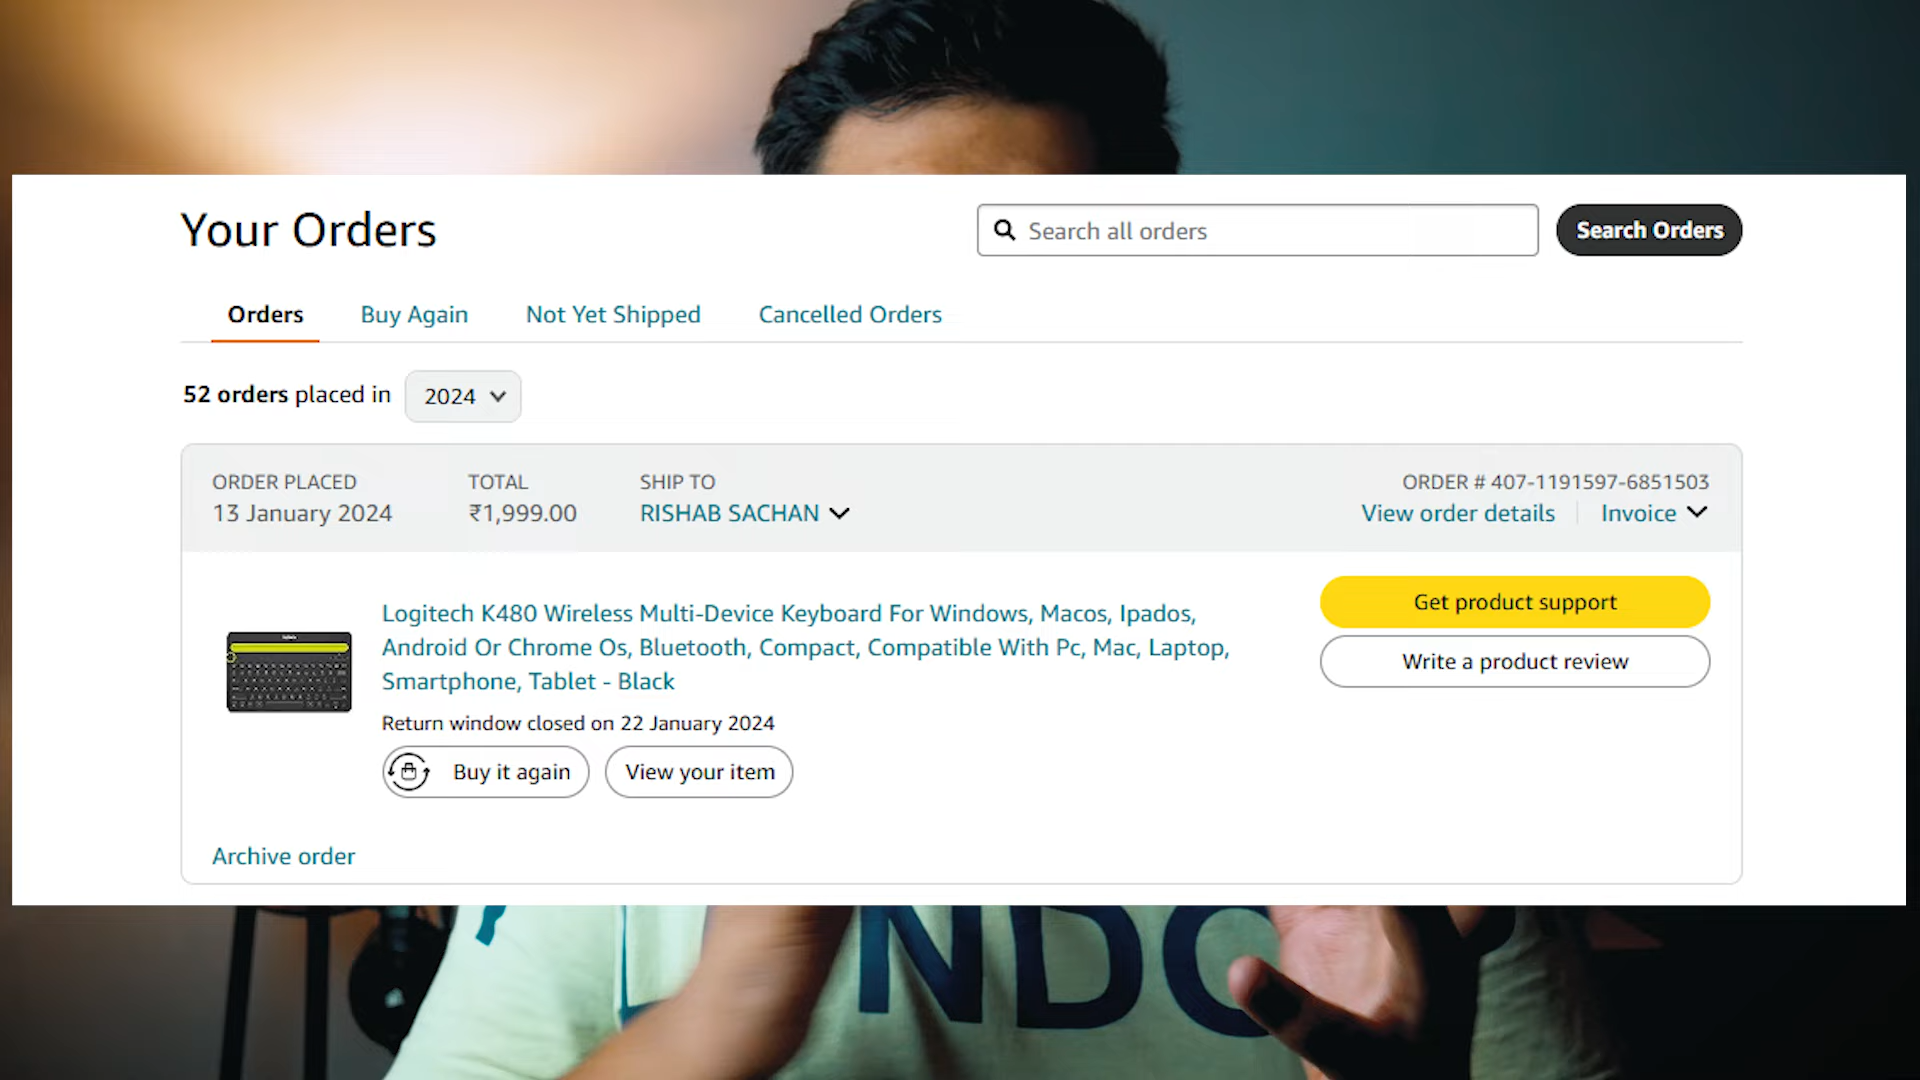 Your Orders
Search all orders
Search Orders
Orders
Buy Again
Not Yet Shipped
Cancelled Orders
52 orders placed in 2024
ORDER PLACED
13 January 2024
TOTAL
₹1,999.00
SHIP TO
RISHAB SACHAN
ORDER # 407-1191597-6851503
View order details
Invoice
Logitech K480 Wireless Multi-Device Keyboard For Windows, Macos, Ipados,
Android Or Chrome Os, Bluetooth, Compact, Compatible With Pc, Mac, Laptop,
Smartphone, Tablet - Black
Return window closed on 22 January 2024
Buy it again
View your item
Get product support
Write a product review
Archive order
NDO